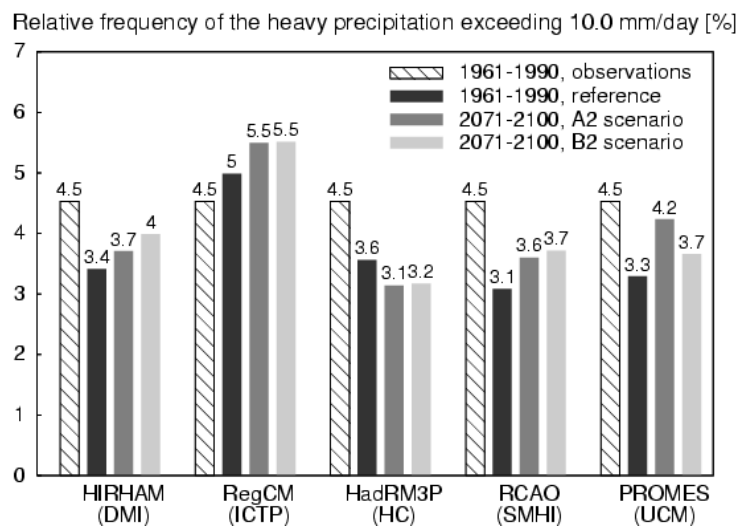 Relative frequency of the heavy precipitation exceeding 10.0 mm/day [%]
7
6
5
4
3
2
1
0
1961-1990, observations
1961-1990, reference
2071-2100, A2 scenario
2071-2100, B2 scenario
4.5 3.4 3.7 4
4.5 5 5.5 5.5
4.5 3.6 3.1 3.2
4.5 3.1 3.6 3.7
4.5 3.3 4.2 3.7
HIRHAM
(DMI)
RegCM
(ICTP)
HadRM3P
(HC)
RCAO
(SMHI)
PROMES
(UCM)